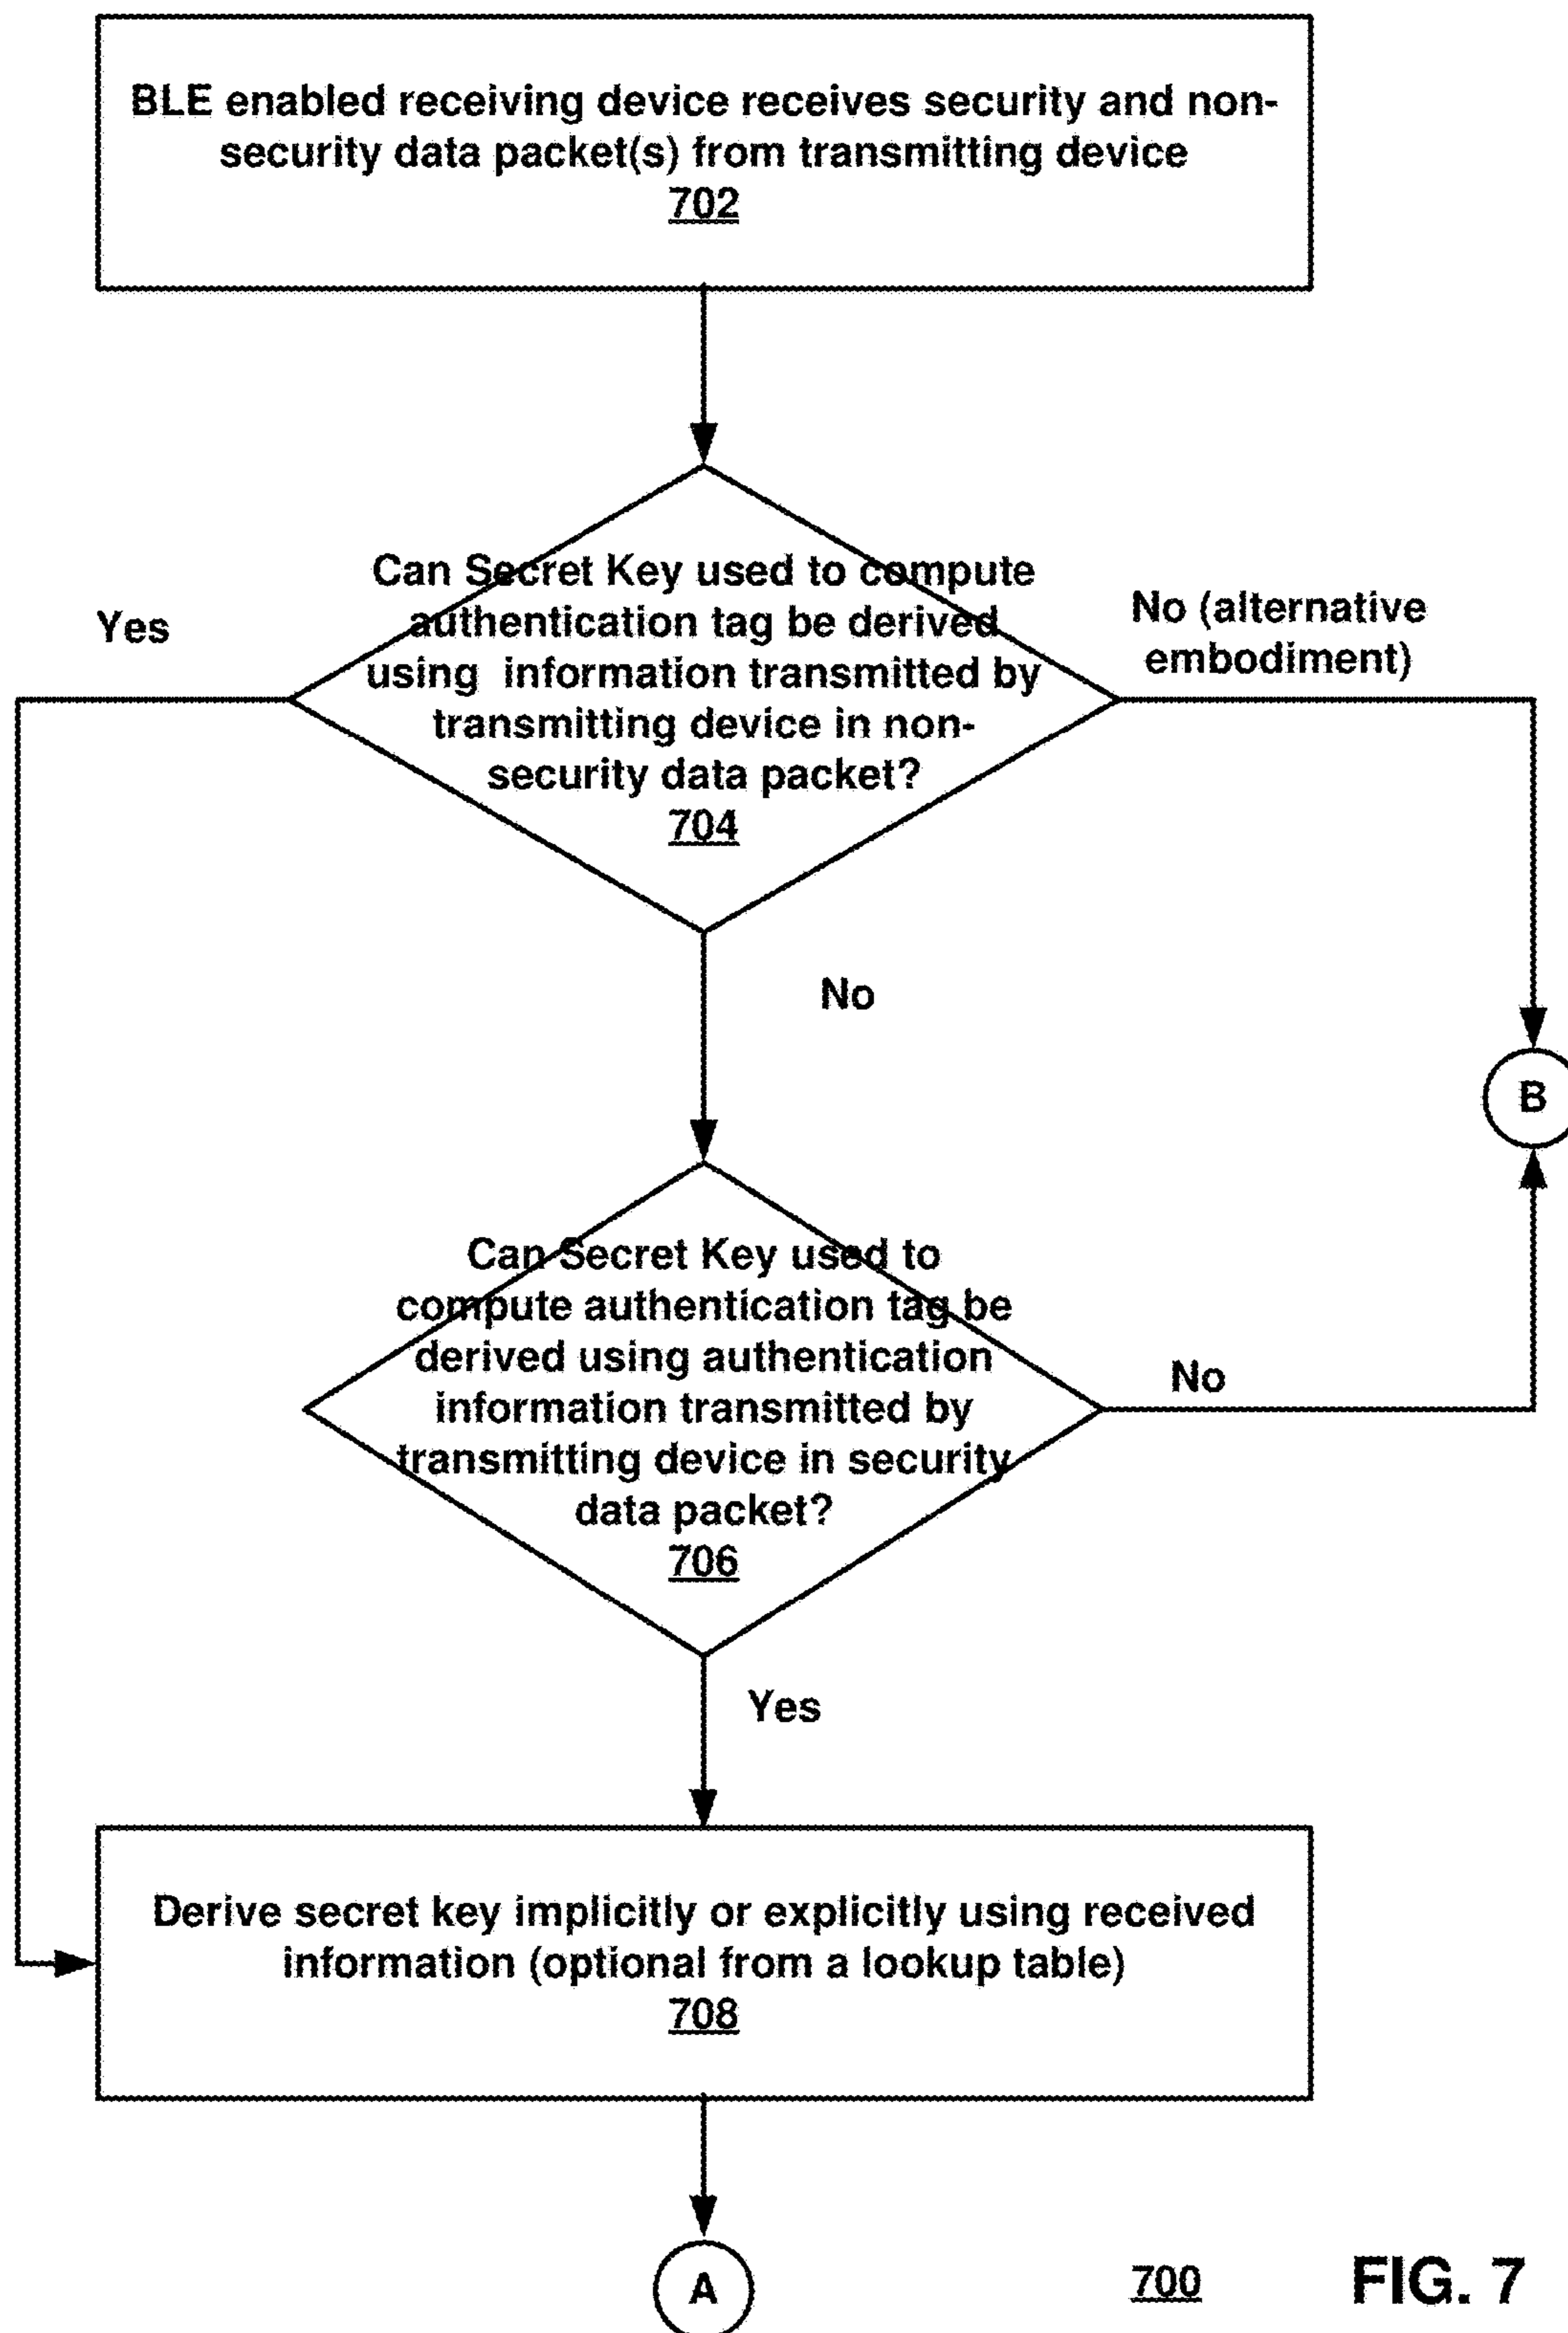 BLE enabled receiving device receives security and non-
security data packet(s) from transmitting device
702
Can Secret Key used to compute
authentication tag be derived
using information transmitted by
transmitting device in non-
security data packet?
704
Yes
No (alternative
embodiment)
No
B
Can Secret Key used to
compute authentication tag be
derived using authentication
information transmitted by
transmitting device in security
data packet?
706
No
Yes
Derive secret key implicitly or explicitly using received
information (optional from a lookup table)
708
A
700
FIG. 7